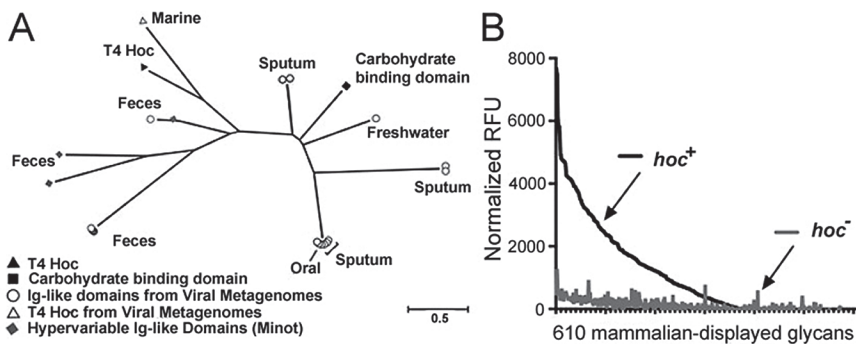 A
Marine
T4 Hoc
Sputum
Carbohydrate
binding domain
Feces
Freshwater
Feces
Sputum
Feces
Oral
Sputum
T4 Hoc
Carbohydrate binding domain
Ig-like domains from Viral Metagenomes
T4 Hoc from Viral Metagenomes
Hypervariable Ig-like Domains (Minot)
0.5
B
Normalized RFU
8000
6000
4000
2000
0
hoc+
hoc-
610 mammalian-displayed glycans